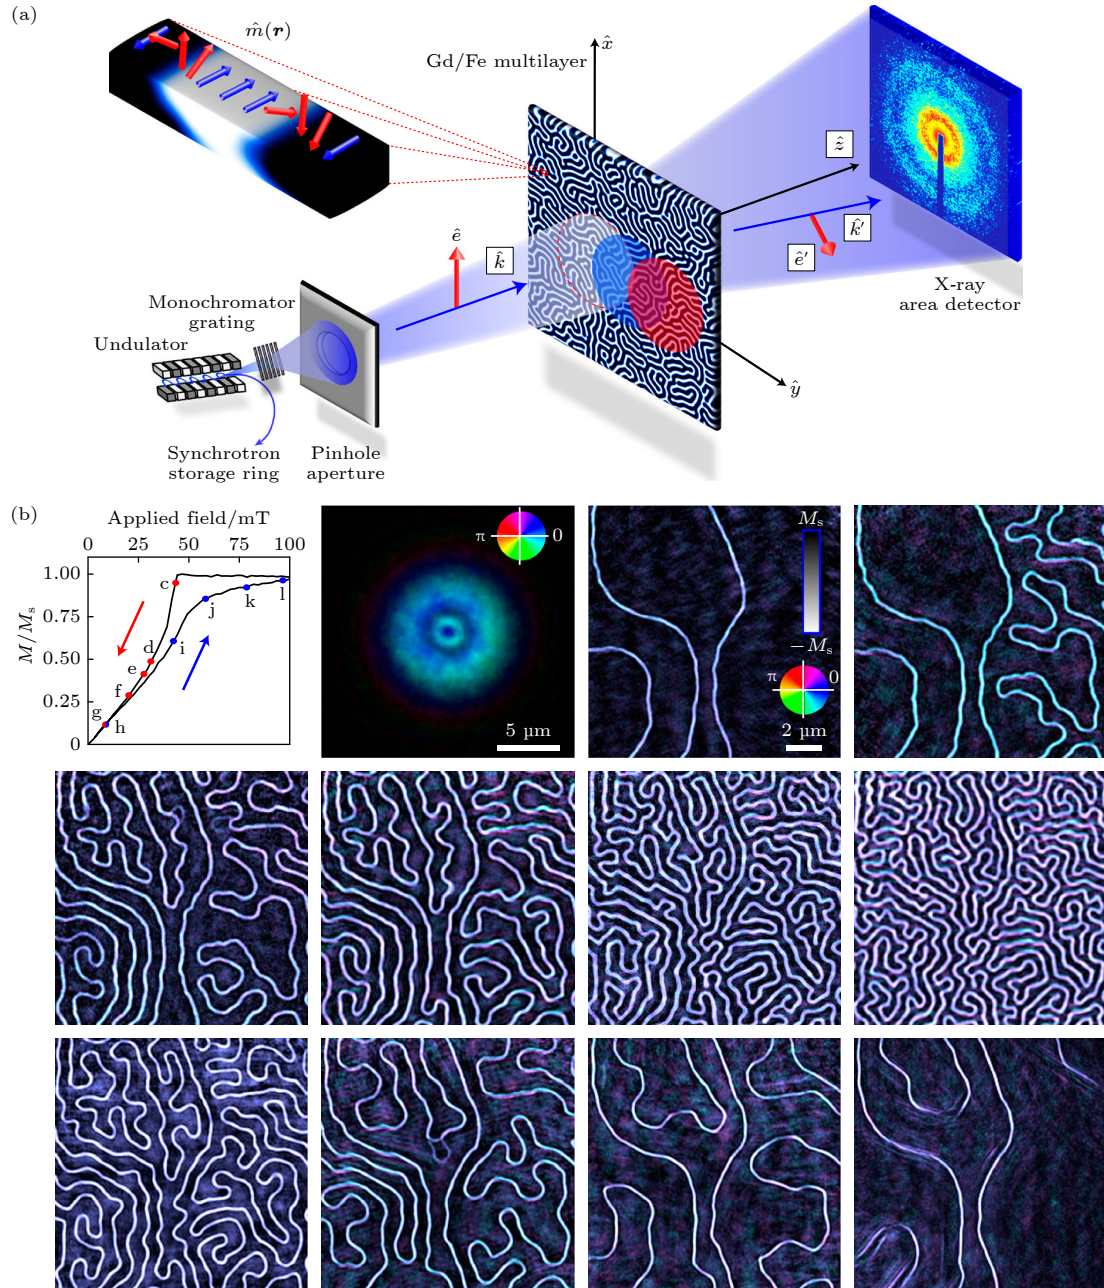 (a)
m̂(r)
Gd/Fe multilayer
x̂
ẑ
k̂′
ê′
X-ray
area detector
ê
k̂
Monochromator
grating
Undulator
ŷ
Synchrotron
storage ring
Pinhole
aperture
(b)
Applied field/mT
0 25 50 75 100
M/Ms
1.00
0.75
0.50
0.25
0
c
d
e
f
g
h
i
j
k
l
π 0
5 µm
Ms
−Ms
π 0
2 µm